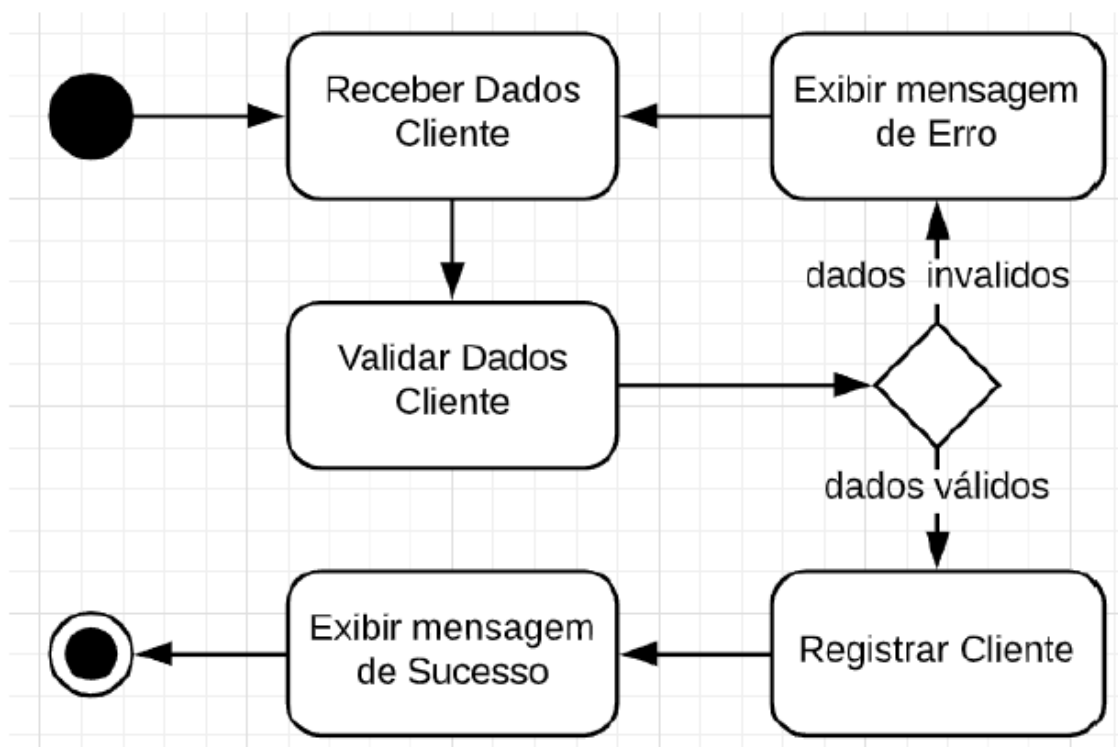 Receber Dados
Cliente
Exibir mensagem
de Erro
dados invalidos
Validar Dados
Cliente
dados válidos
Exibir mensagem
de Sucesso
Registrar Cliente